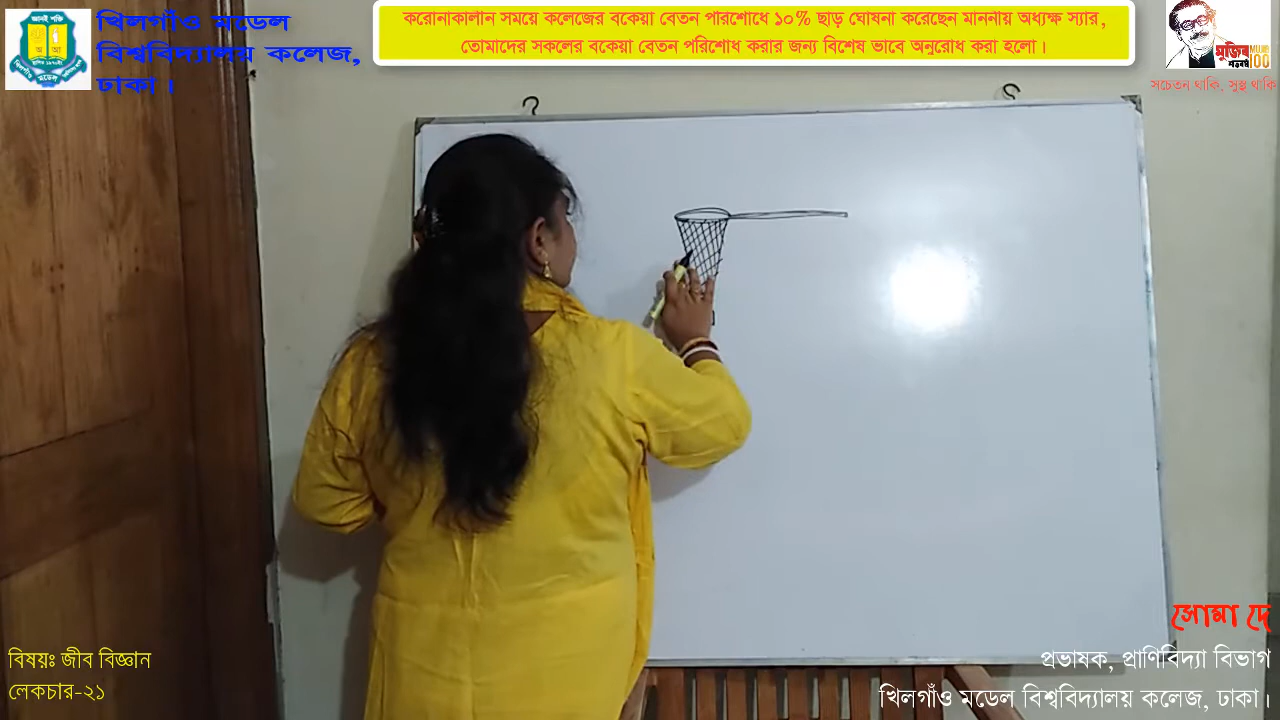 খিলগাঁও মডেল
বিশ্ববিদ্যালয় কলেজ,
ঢাকা।
করোনাকালীন সময়ে কলেজের বকেয়া বেতন পরিশোধে ১০% ছাড় ঘোষনা করেছেন মাননীয় অধ্যক্ষ স্যার,
তোমাদের সকলের বকেয়া বেতন পরিশোধ করার জন্য বিশেষ ভাবে অনুরোধ করা হলো।
মুজিব
শতবর্ষ
100
সচেতন থাকি, সুস্থ থাকি
বিষয়ঃ জীব বিজ্ঞান
লেকচার-২১
সোমা দে
প্রভাষক, প্রাণিবিদ্যা বিভাগ
খিলগাঁও মডেল বিশ্ববিদ্যালয় কলেজ, ঢাকা।